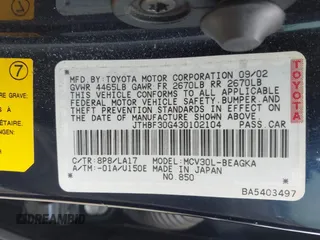 7
MFD. BY TOYOTA MOTOR CORPORATION 09/02
GVWR 4465LB GAWR FR 2670LB RR 2670LB
THIS VEHICLE CONFORMS TO ALL APPLICABLE
FEDERAL MOTOR VEHICLE SAFETY, BUMPER, AND
THEFT PREVENTION STANDARDS IN EFFECT ON
THE DATE OF MANUFACTURE SHOWN ABOVE.
JTHBF30G430102104 PASS CAR
C/TR: 8P8/LA17 MODEL: MCV30L-BEAGKA
A/TM: -01A/U150E MADE IN JAPAN
NO.850
BA5403497
TOYOTA
CREDAMBID